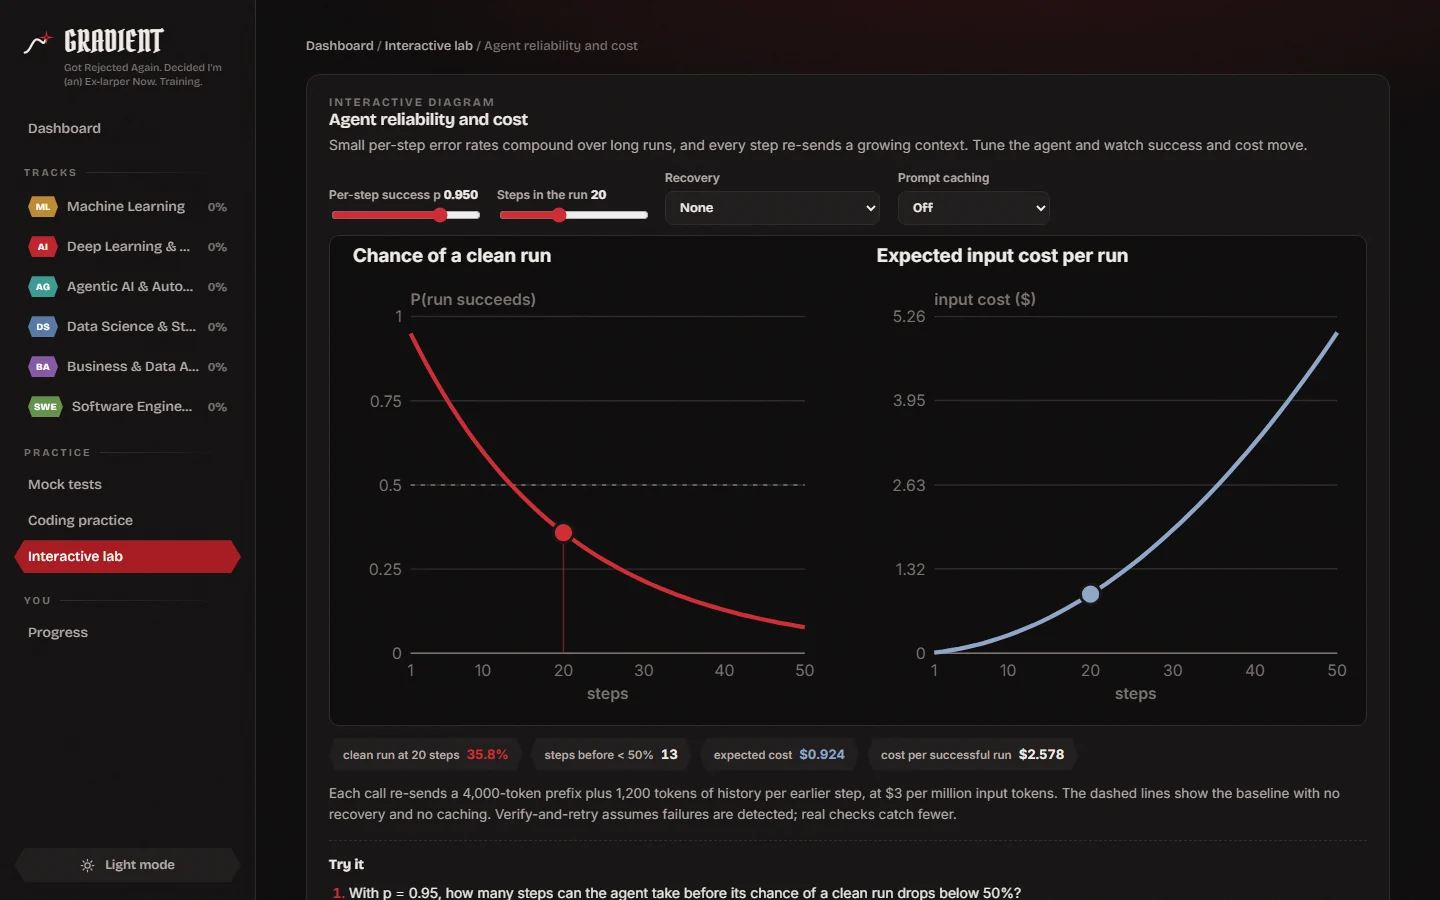 GRADIENT
Got Rejected Again. Decided I'm
(an) Ex-larper Now. Training.
Dashboard
TRACKS
ML Machine Learning 0%
AI Deep Learning & ... 0%
AG Agentic AI & Auto... 0%
DS Data Science & St... 0%
BA Business & Data A... 0%
SWE Software Engine... 0%
PRACTICE
Mock tests
Coding practice
Interactive lab
YOU
Progress
Light mode
Dashboard / Interactive lab / Agent reliability and cost
INTERACTIVE DIAGRAM
Agent reliability and cost
Small per-step error rates compound over long runs, and every step re-sends a growing context. Tune the agent and watch success and cost move.
Per-step success p 0.950
Steps in the run 20
Recovery
None
Prompt caching
Off
Chance of a clean run
P(run succeeds)
1
0.75
0.5
0.25
0
1 10 20 30 40 50
steps
Expected input cost per run
input cost ($)
5.26
3.95
2.63
1.32
0
1 10 20 30 40 50
steps
clean run at 20 steps 35.8%
steps before < 50% 13
expected cost $0.924
cost per successful run $2.578
Each call re-sends a 4,000-token prefix plus 1,200 tokens of history per earlier step, at $3 per million input tokens. The dashed lines show the baseline with no
recovery and no caching. Verify-and-retry assumes failures are detected; real checks catch fewer.
Try it
1. With p = 0.95, how many steps can the agent take before its chance of a clean run drops below 50%?